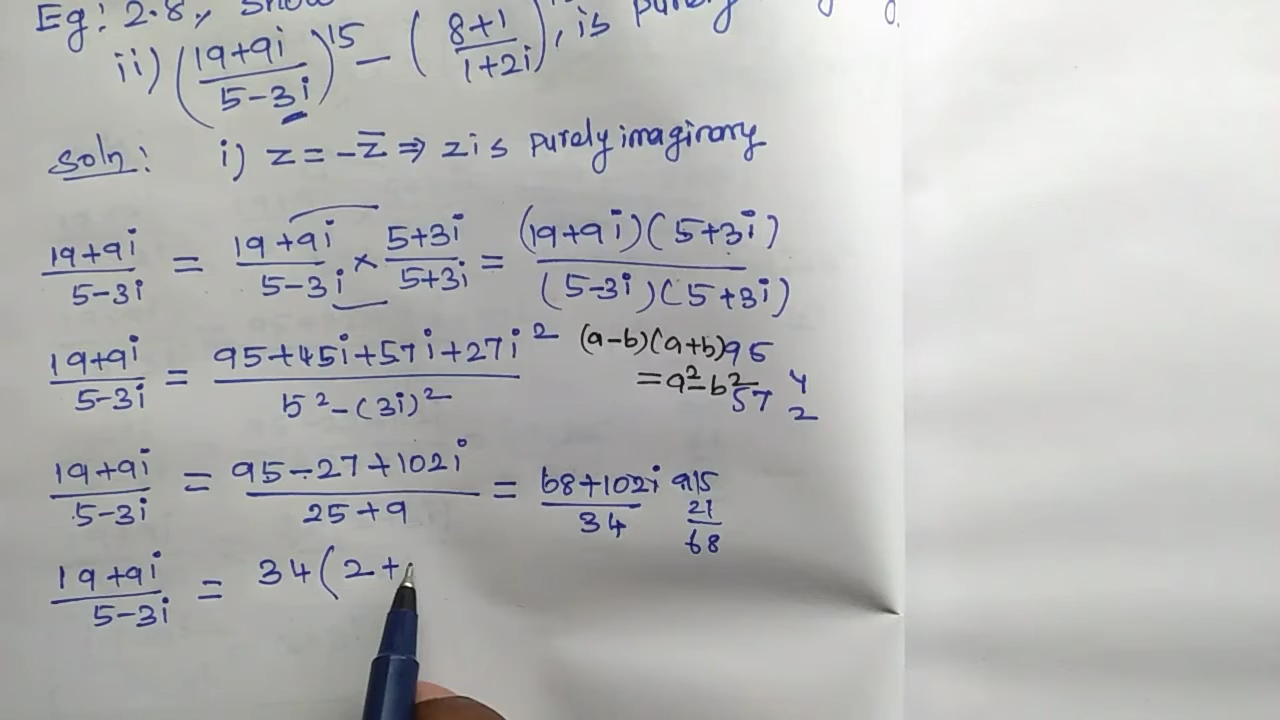 Eg: 2.8, Show
ii) (19+9i / 5-3i)^15 - (8+1 / 1+2i), is purely
Soln: i) z = -z̅ ⇒ z is purely imaginary
19+9i / 5-3i = 19+9i / 5-3i × 5+3i / 5+3i = (19+9i)(5+3i) / (5-3i)(5+3i)
19+9i / 5-3i = 95+45i+57i+27i² / 5²-(3i)²
(a-b)(a+b) 95
= a²-b² 57 4
2
19+9i / 5-3i = 95-27+102i / 25+9 = 68+102i / 34
68
19+9i / 5-3i = 34(2+